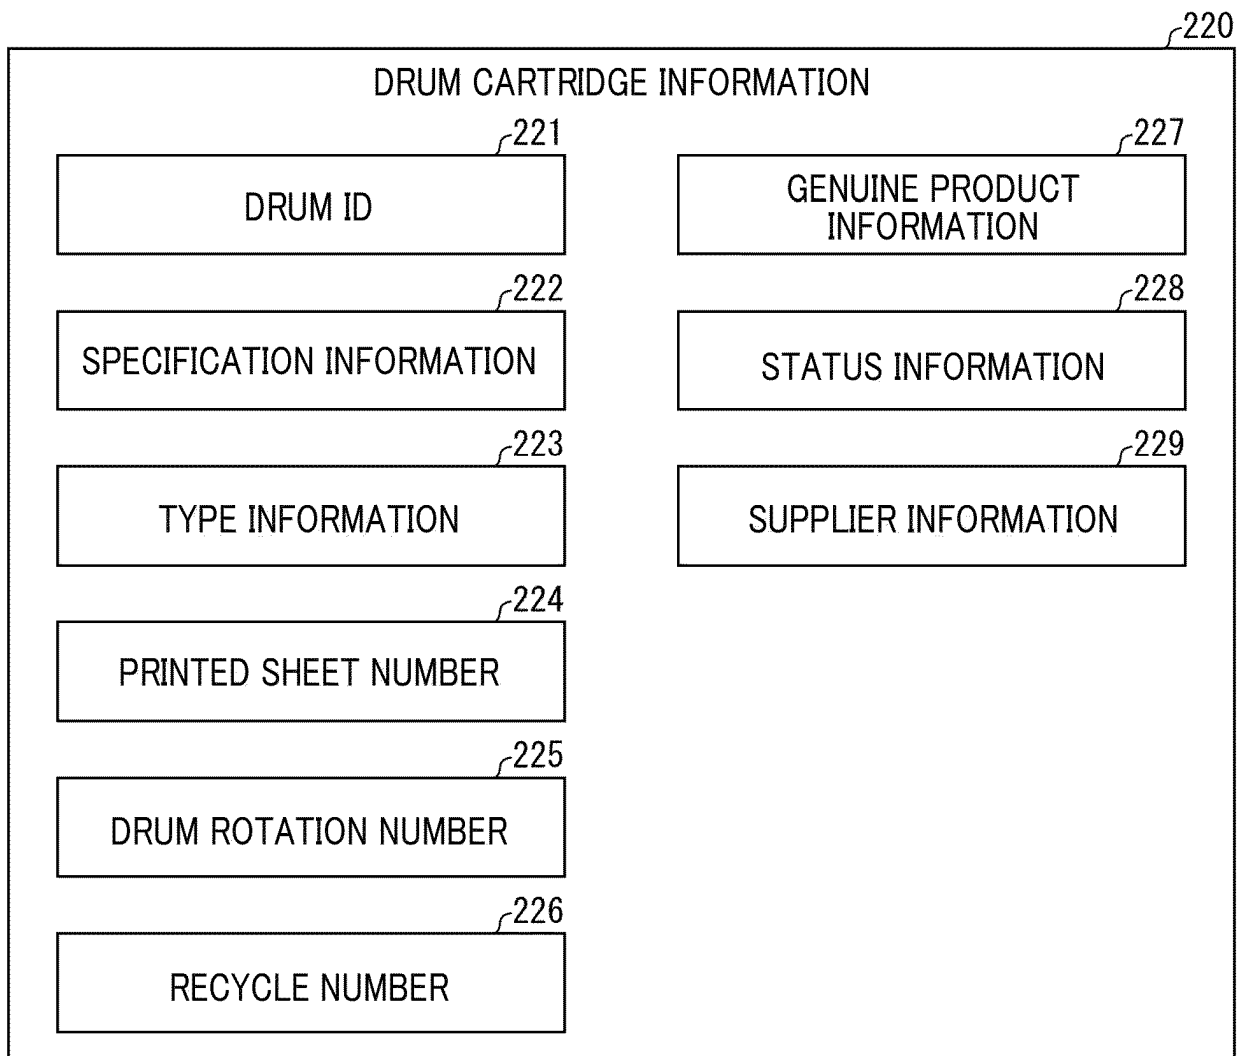 220
DRUM CARTRIDGE INFORMATION
221
DRUM ID
222
SPECIFICATION INFORMATION
223
TYPE INFORMATION
224
PRINTED SHEET NUMBER
225
DRUM ROTATION NUMBER
226
RECYCLE NUMBER
227
GENUINE PRODUCT
INFORMATION
228
STATUS INFORMATION
229
SUPPLIER INFORMATION